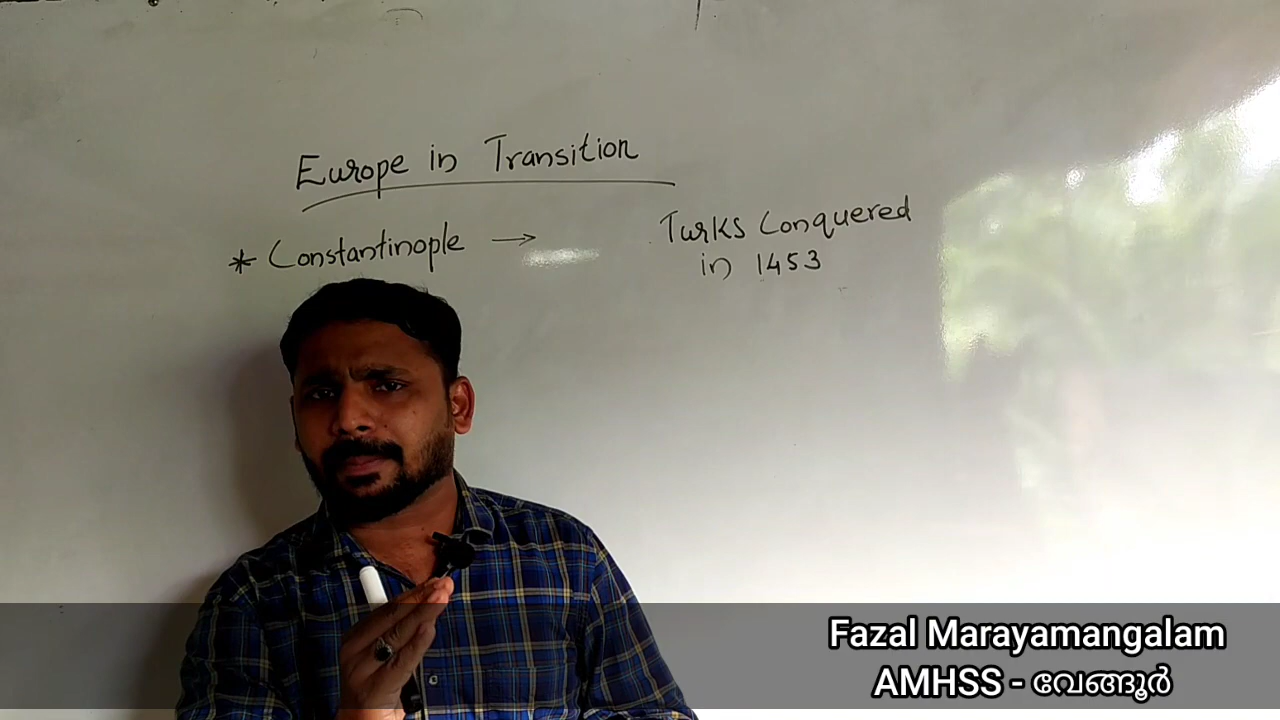 Europe in Transition
* Constantinople → Turks Conquered
in 1453
Fazal Marayamangalam
AMHSS - വേങ്ങൂർ